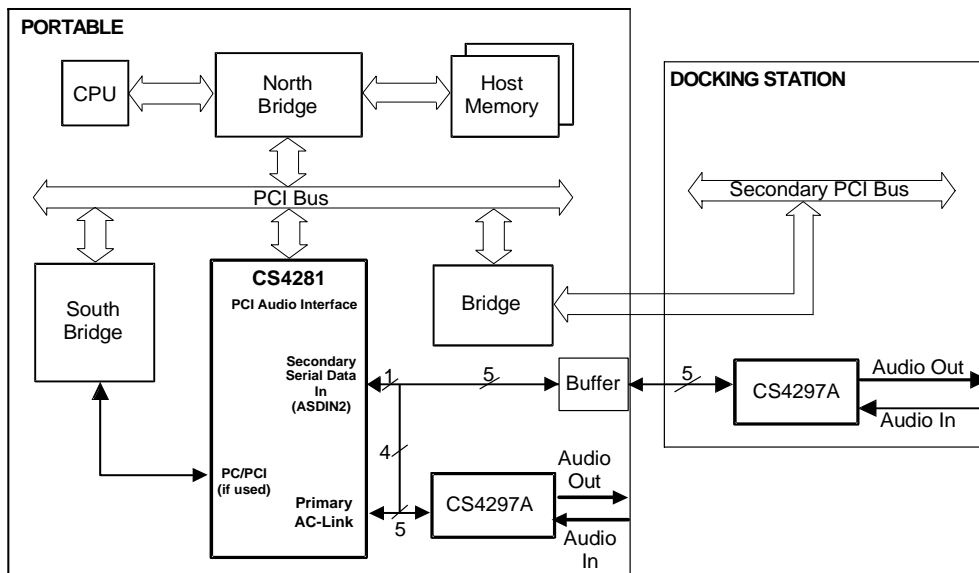 PORTABLE
CPU
North
Bridge
Host
Memory
PCI Bus
South
Bridge
CS4281
PCI Audio Interface
Secondary
Serial Data
In
(ASDIN2)
PC/PCI
(if used)
Primary
AC-Link
Bridge
1
5
Buffer
4
5
CS4297A
Audio
Out
Audio
In
DOCKING STATION
Secondary PCI Bus
5
CS4297A
Audio Out
Audio In